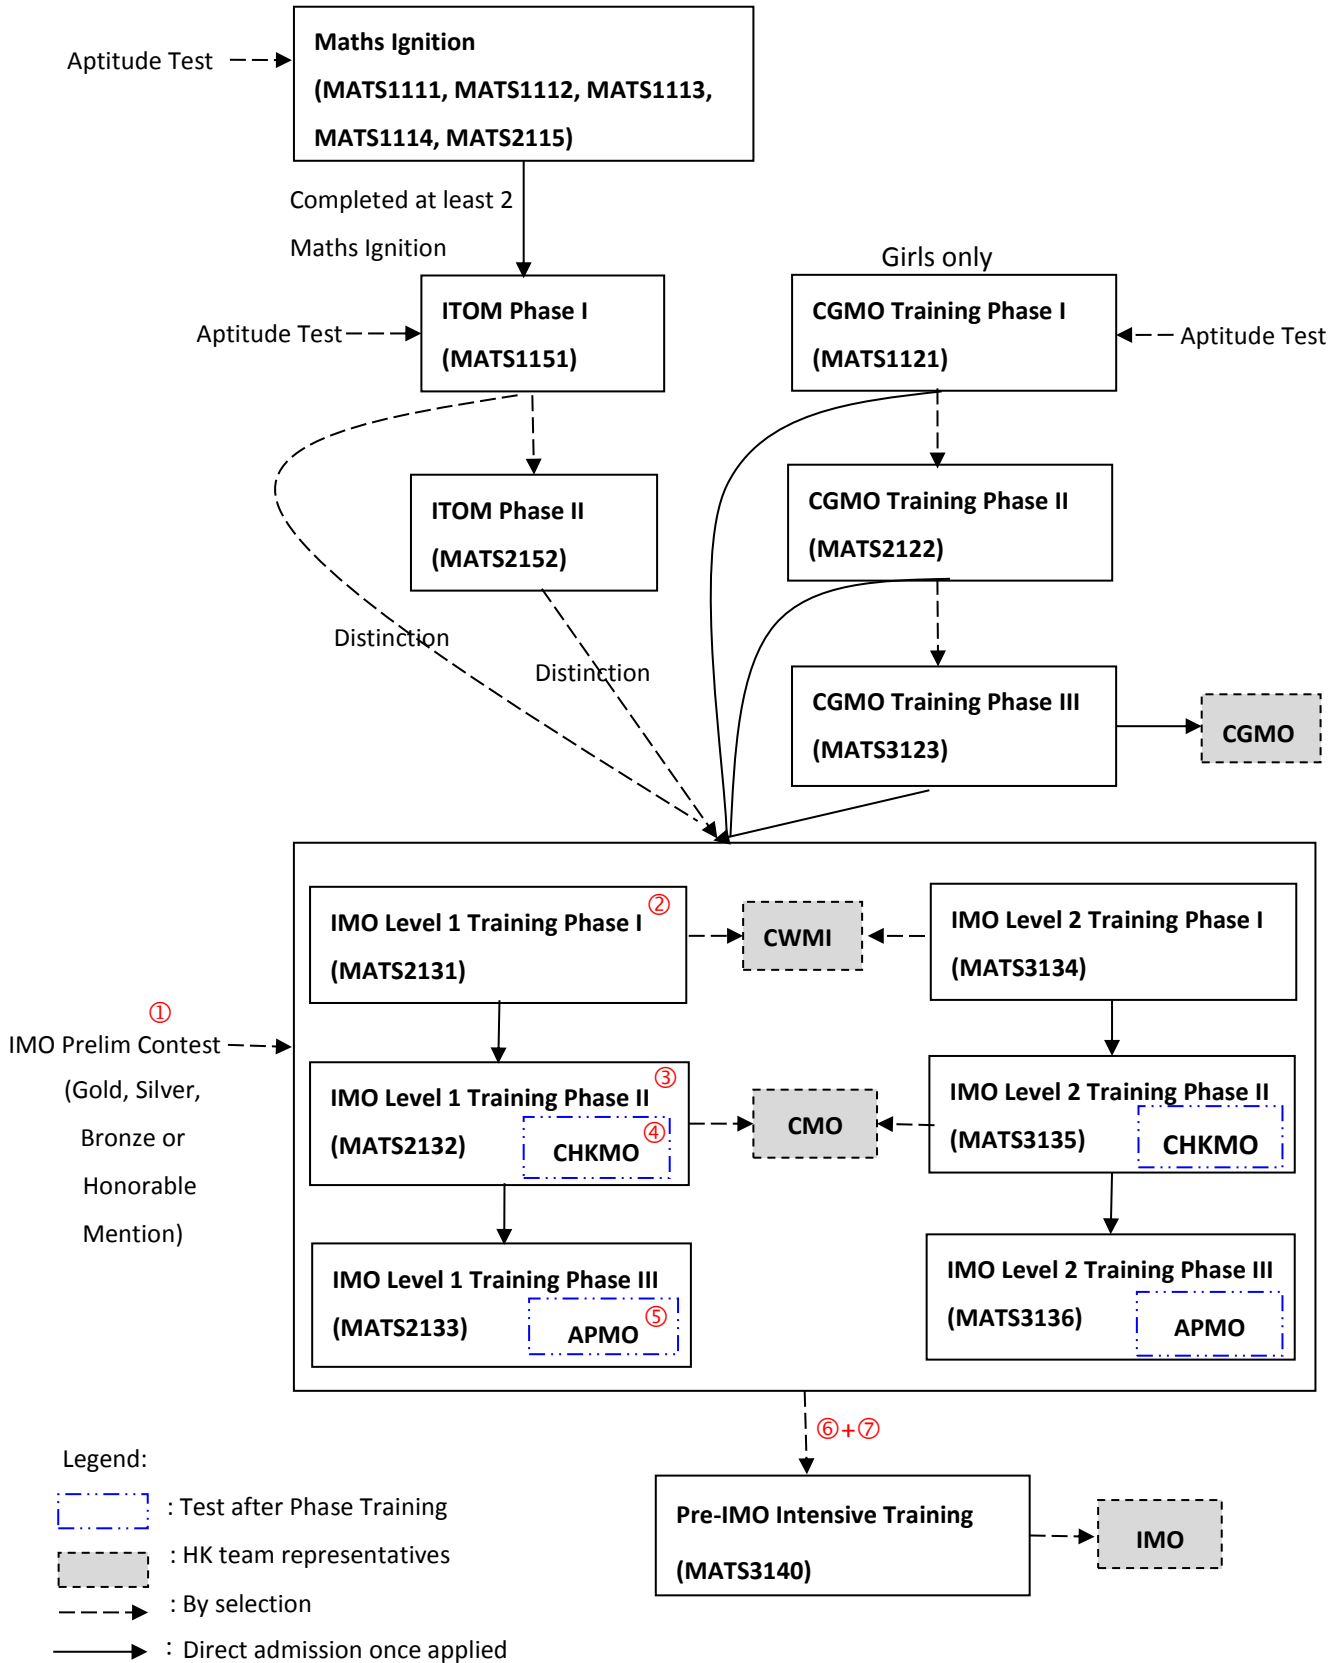 Maths Ignition
(MATS1111, MATS1112, MATS1113,
MATS1114, MATS2115)
Aptitude Test
Completed at least 2
Maths Ignition
Girls only
ITOM Phase I
(MATS1151)
Aptitude Test
CGMO Training Phase I
(MATS1121)
Aptitude Test
ITOM Phase II
(MATS2152)
CGMO Training Phase II
(MATS2122)
Distinction
Distinction
CGMO Training Phase III
(MATS3123)
CGMO
IMO Level 1 Training Phase I ②
(MATS2131)
CWMI
IMO Level 2 Training Phase I
(MATS3134)
①
IMO Prelim Contest
(Gold, Silver,
Bronze or
Honorable
Mention)
IMO Level 1 Training Phase II ③
(MATS2132)
CHKMO ④
CMO
IMO Level 2 Training Phase II
(MATS3135)
CHKMO
IMO Level 1 Training Phase III
(MATS2133)
APMO ⑤
IMO Level 2 Training Phase III
(MATS3136)
APMO
⑥+⑦
Pre-IMO Intensive Training
(MATS3140)
IMO
Legend:
: Test after Phase Training
: HK team representatives
: By selection
: Direct admission once applied